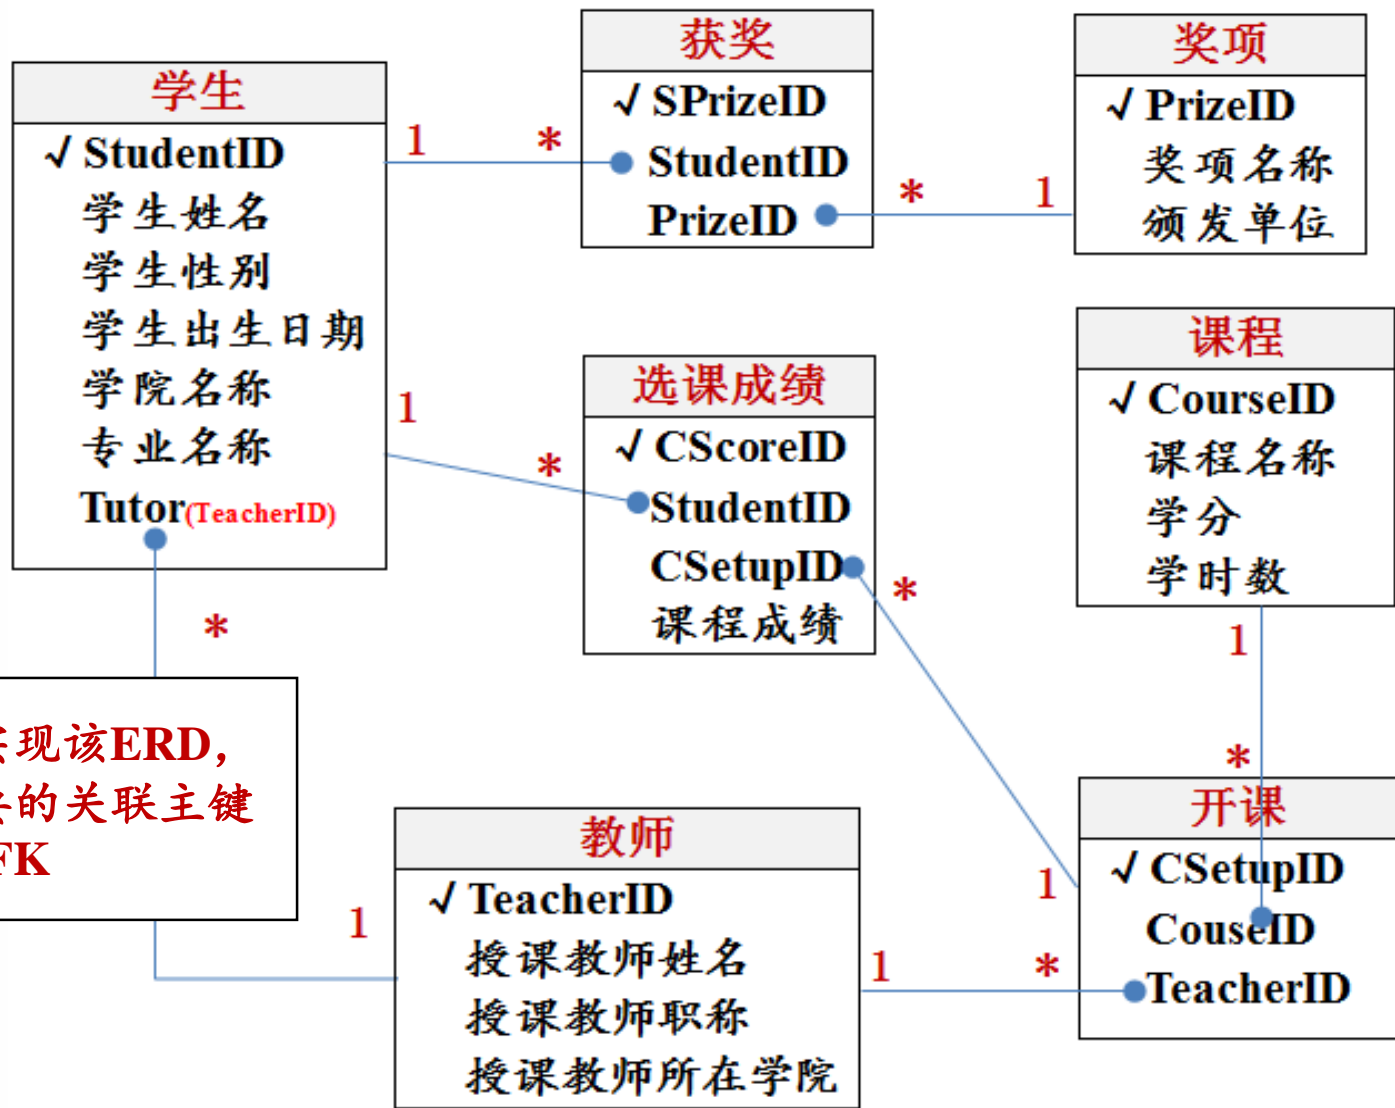 学生
√ StudentID
学生姓名
学生性别
学生出生日期
学院名称
专业名称
Tutor(TeacherID)
1
*
获奖
√ SPrizeID
StudentID
PrizeID
*
1
奖项
√ PrizeID
奖项名称
颁发单位
1
*
选课成绩
√ CScoreID
StudentID
CSetupID
课程成绩
*
1
课程
√ CourseID
课程名称
学分
学时数
1
*
开课
√ CSetupID
CouseID
TeacherID
*
现该ERD,
的关联主键
FK
1
教师
√ TeacherID
授课教师姓名
授课教师职称
授课教师所在学院
1
*